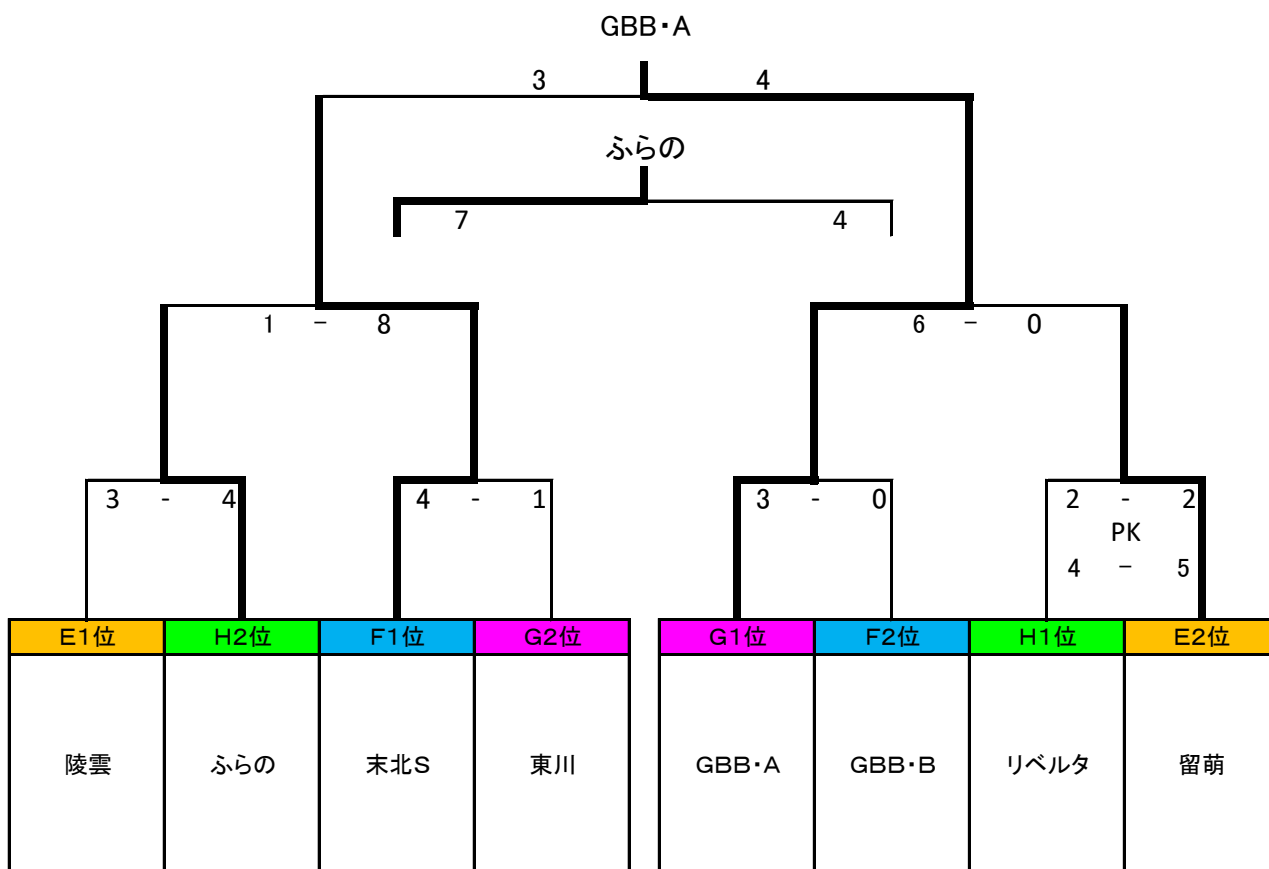 GBB・A
3 4
ふらの
7 4
1 - 8 6 - 0
3 - 4 4 - 1 3 - 0 2 - 2
PK
4 - 5
E1位 H2位 F1位 G2位 G1位 F2位 H1位 E2位
陵雲 ふらの 末北S 東川 GBB・A GBB・B リベルタ 留萌